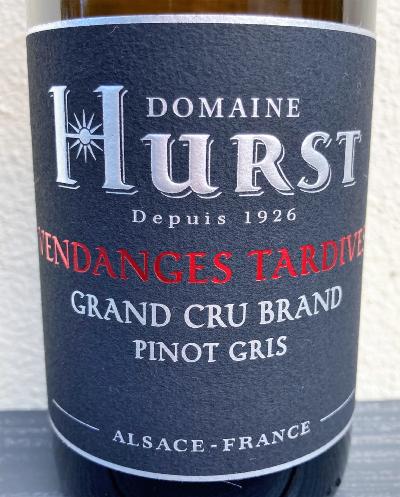 DOMAINE
HURST
Depuis 1926
VENDANGES TARDIVES
GRAND CRU BRAND
PINOT GRIS
ALSACE-FRANCE